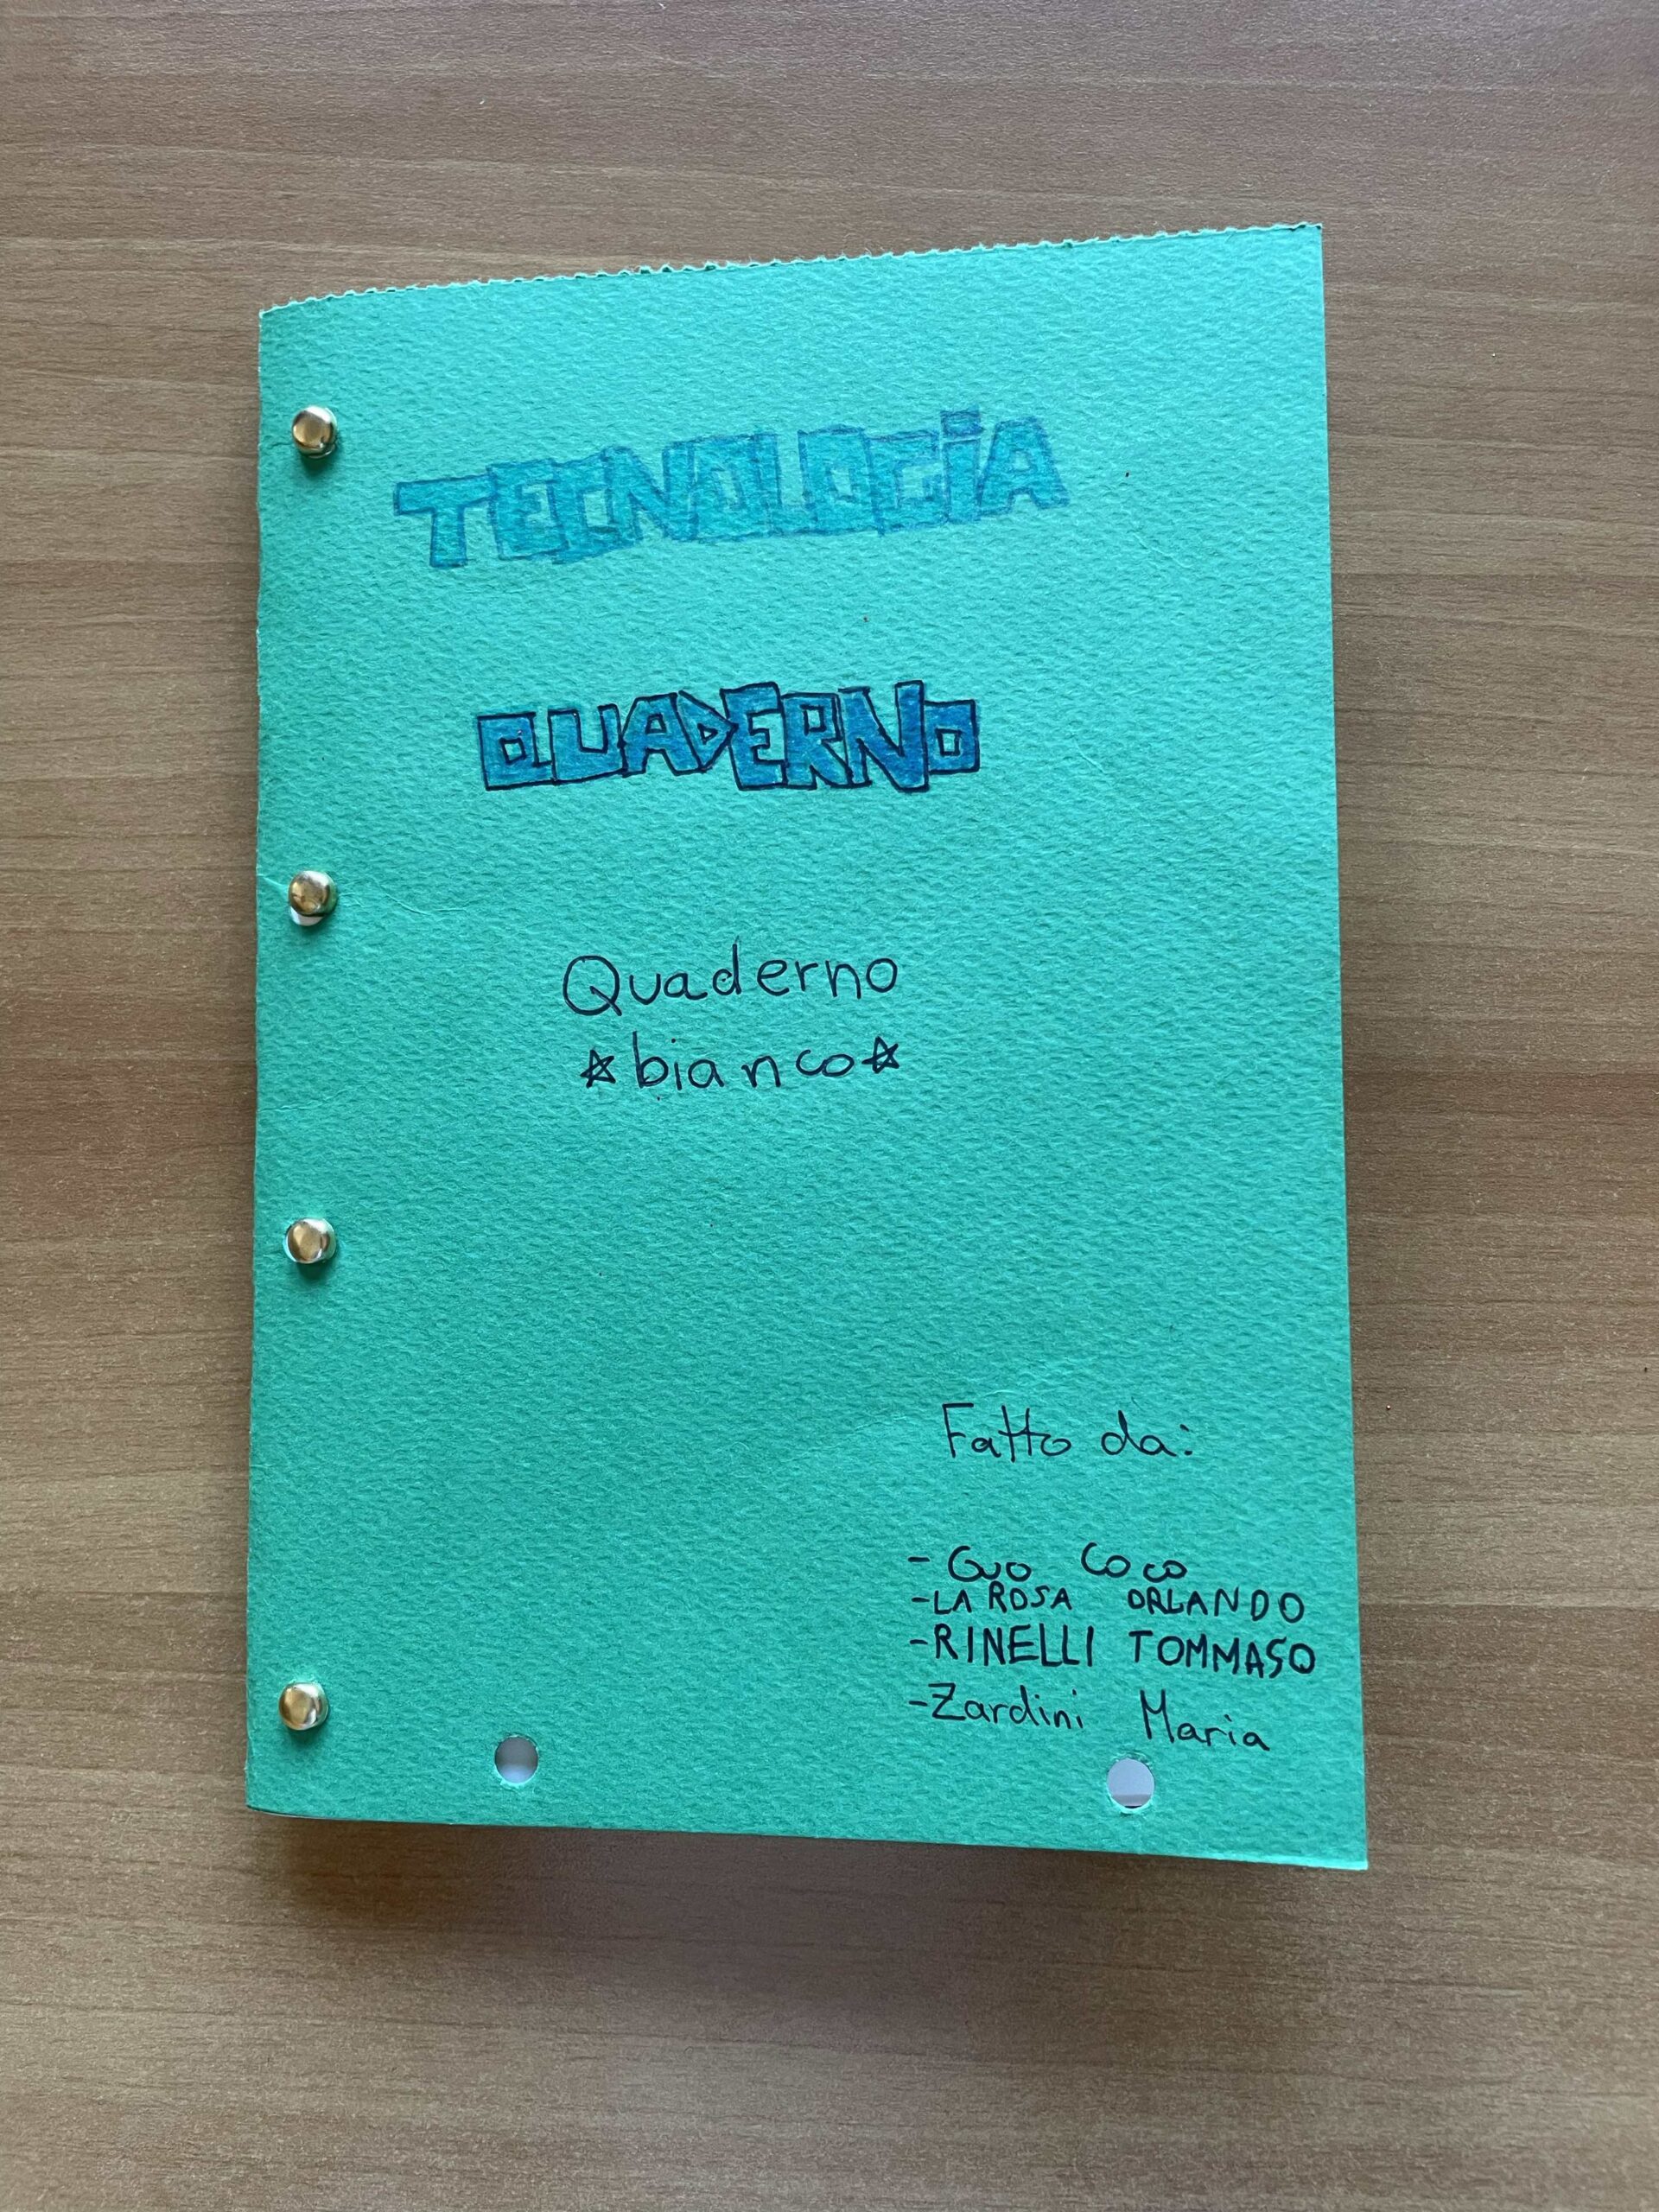 TECNOLOGIA
QUADERNO
Quaderno
☆bianco☆
Fatto da:
- Guo Coco
-LA ROSA ORLANDO
-RINELLI TOMMASO
-Zardini Maria